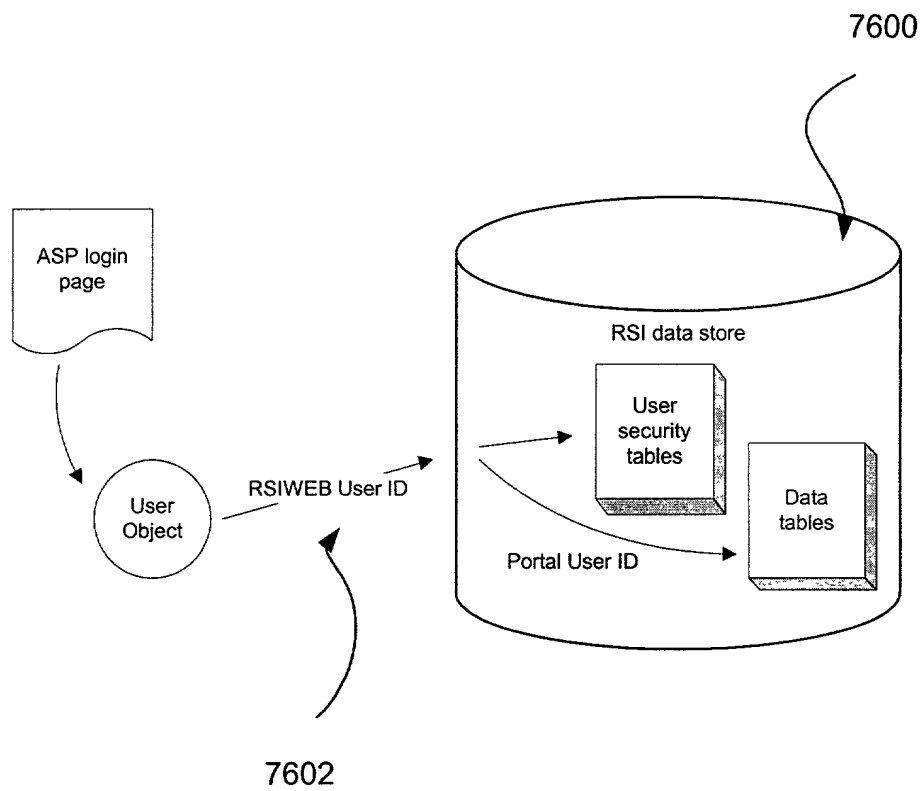 7600
ASP login
page
RSI data store
User
security
tables
RSIWEB User ID
User
Object
Data
tables
Portal User ID
7602